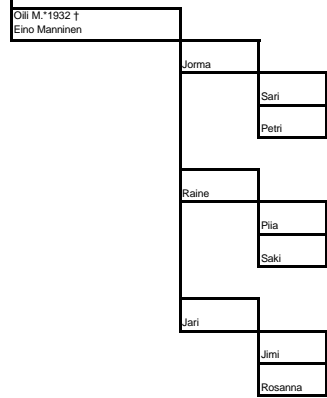 Oili M.*1932 †
Eino Manninen
Jorma
Sari
Petri
Raine
Piia
Saki
Jari
Jimi
Rosanna